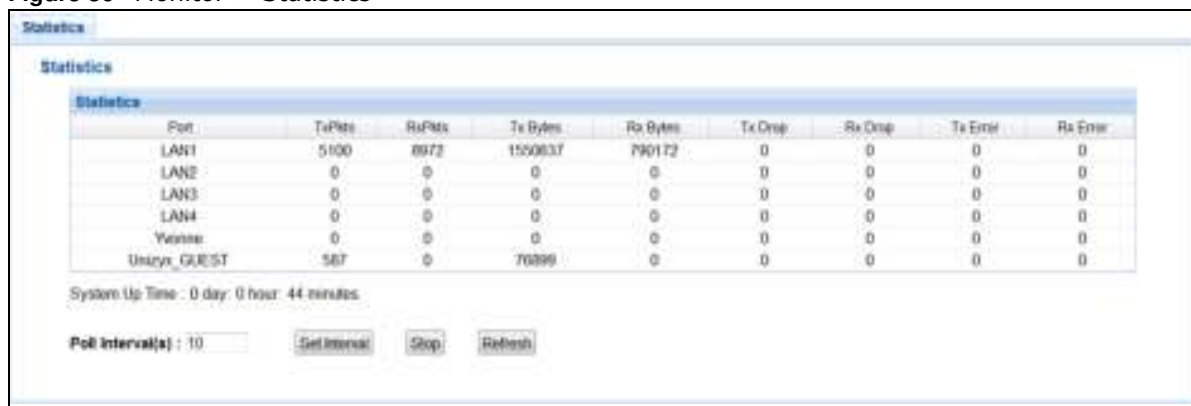 Statistics
Statistics
Statistics
Port TxPkts RxPkts Tx Bytes Rx Bytes Tx Drop Rx Drop Tx Error Rx Error
LAN1 5100 8972 1550637 790172 0 0 0 0
LAN2 0 0 0 0 0 0 0 0
LAN3 0 0 0 0 0 0 0 0
LAN4 0 0 0 0 0 0 0 0
Yvonne 0 0 0 0 0 0 0 0
Unizyx_GUEST 587 0 76899 0 0 0 0 0
System Up Time : 0 day: 0 hour: 44 minutes.
Poll Interval(s) : 10 Set Interval Stop Refresh